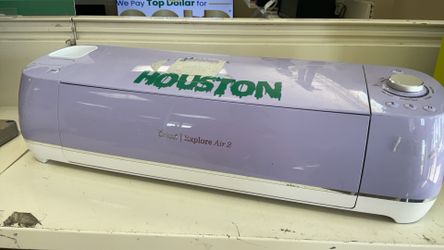 We Pay Top Dollar for
HOUSTON
Cricut | Explore Air 2